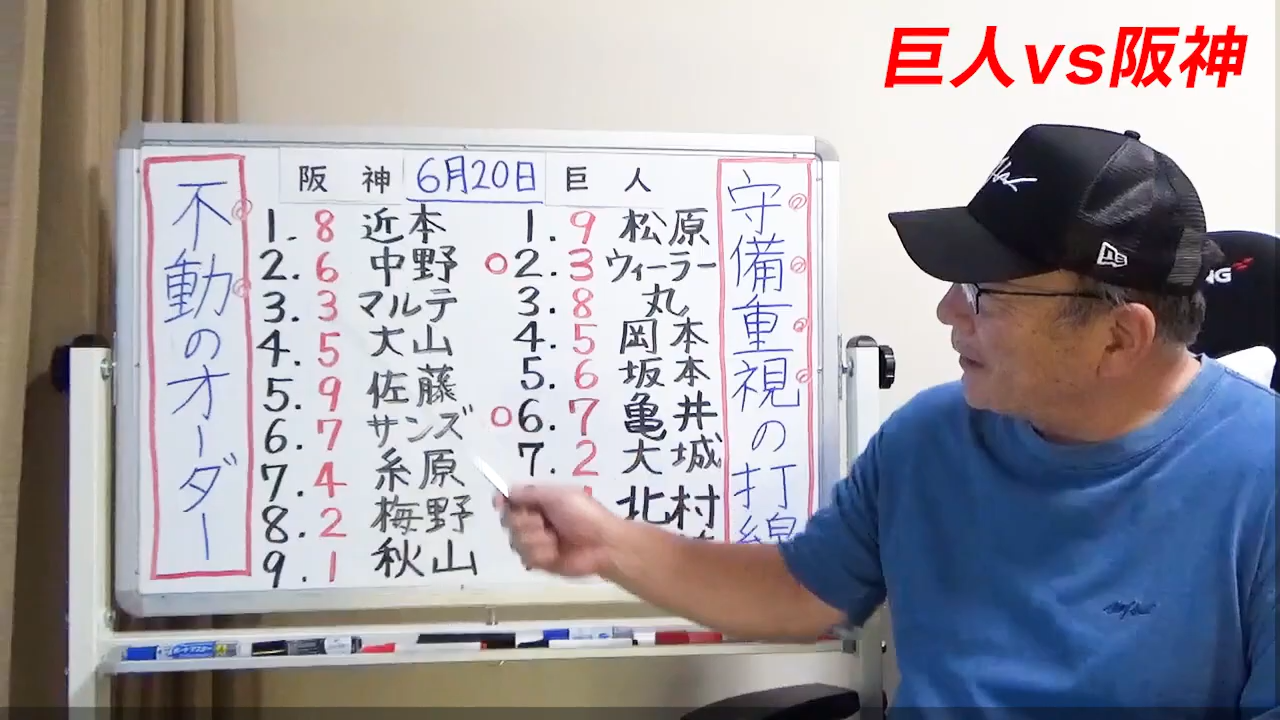 巨人vs阪神
阪神 6月20日 巨人
不動のオーダー
1. 8 近本
2. 6 中野
3. 3 マルテ
4. 5 大山
5. 9 佐藤
6. 7 サンズ
7. 4 糸原
8. 2 梅野
9. 1 秋山
1. 9 松原
○2. 3 ウィーラー
3. 8 丸
4. 5 岡本
5. 6 坂本
○6. 7 亀井
7. 2 大城
北村
守備重視の打線